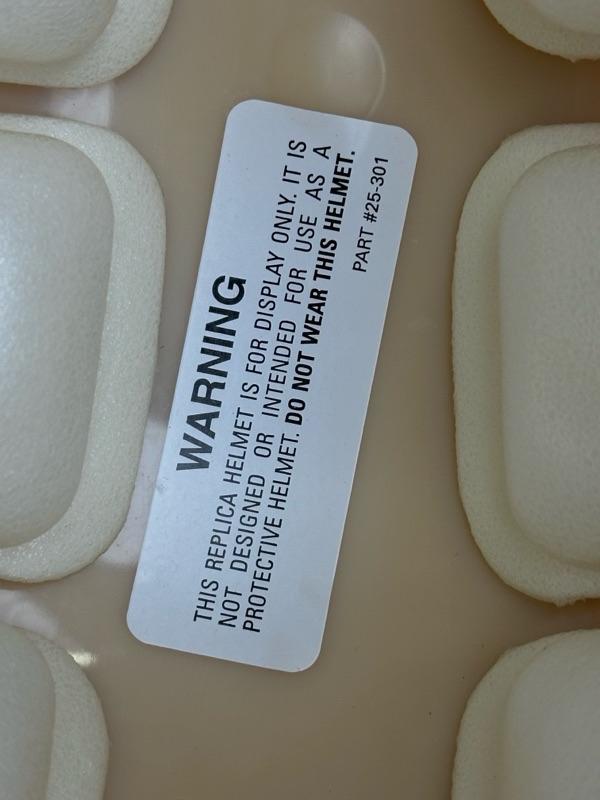 WARNING
THIS REPLICA HELMET IS FOR DISPLAY ONLY. IT IS
NOT DESIGNED OR INTENDED FOR USE AS A
PROTECTIVE HELMET. DO NOT WEAR THIS HELMET.
PART #25-301